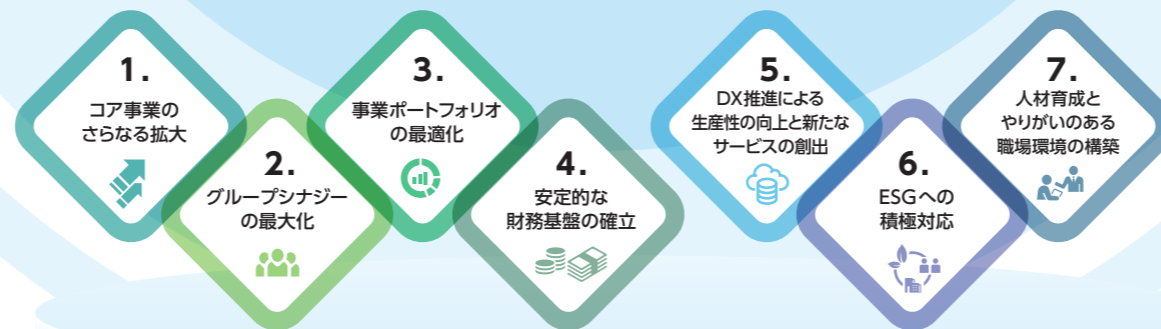 1.
コア事業の
さらなる拡大
2.
グループシナジー
の最大化
3.
事業ポートフォリオ
の最適化
4.
安定的な
財務基盤の確立
5.
DX推進による
生産性の向上と新たな
サービスの創出
6.
ESGへの
積極対応
7.
人材育成と
やりがいのある
職場環境の構築